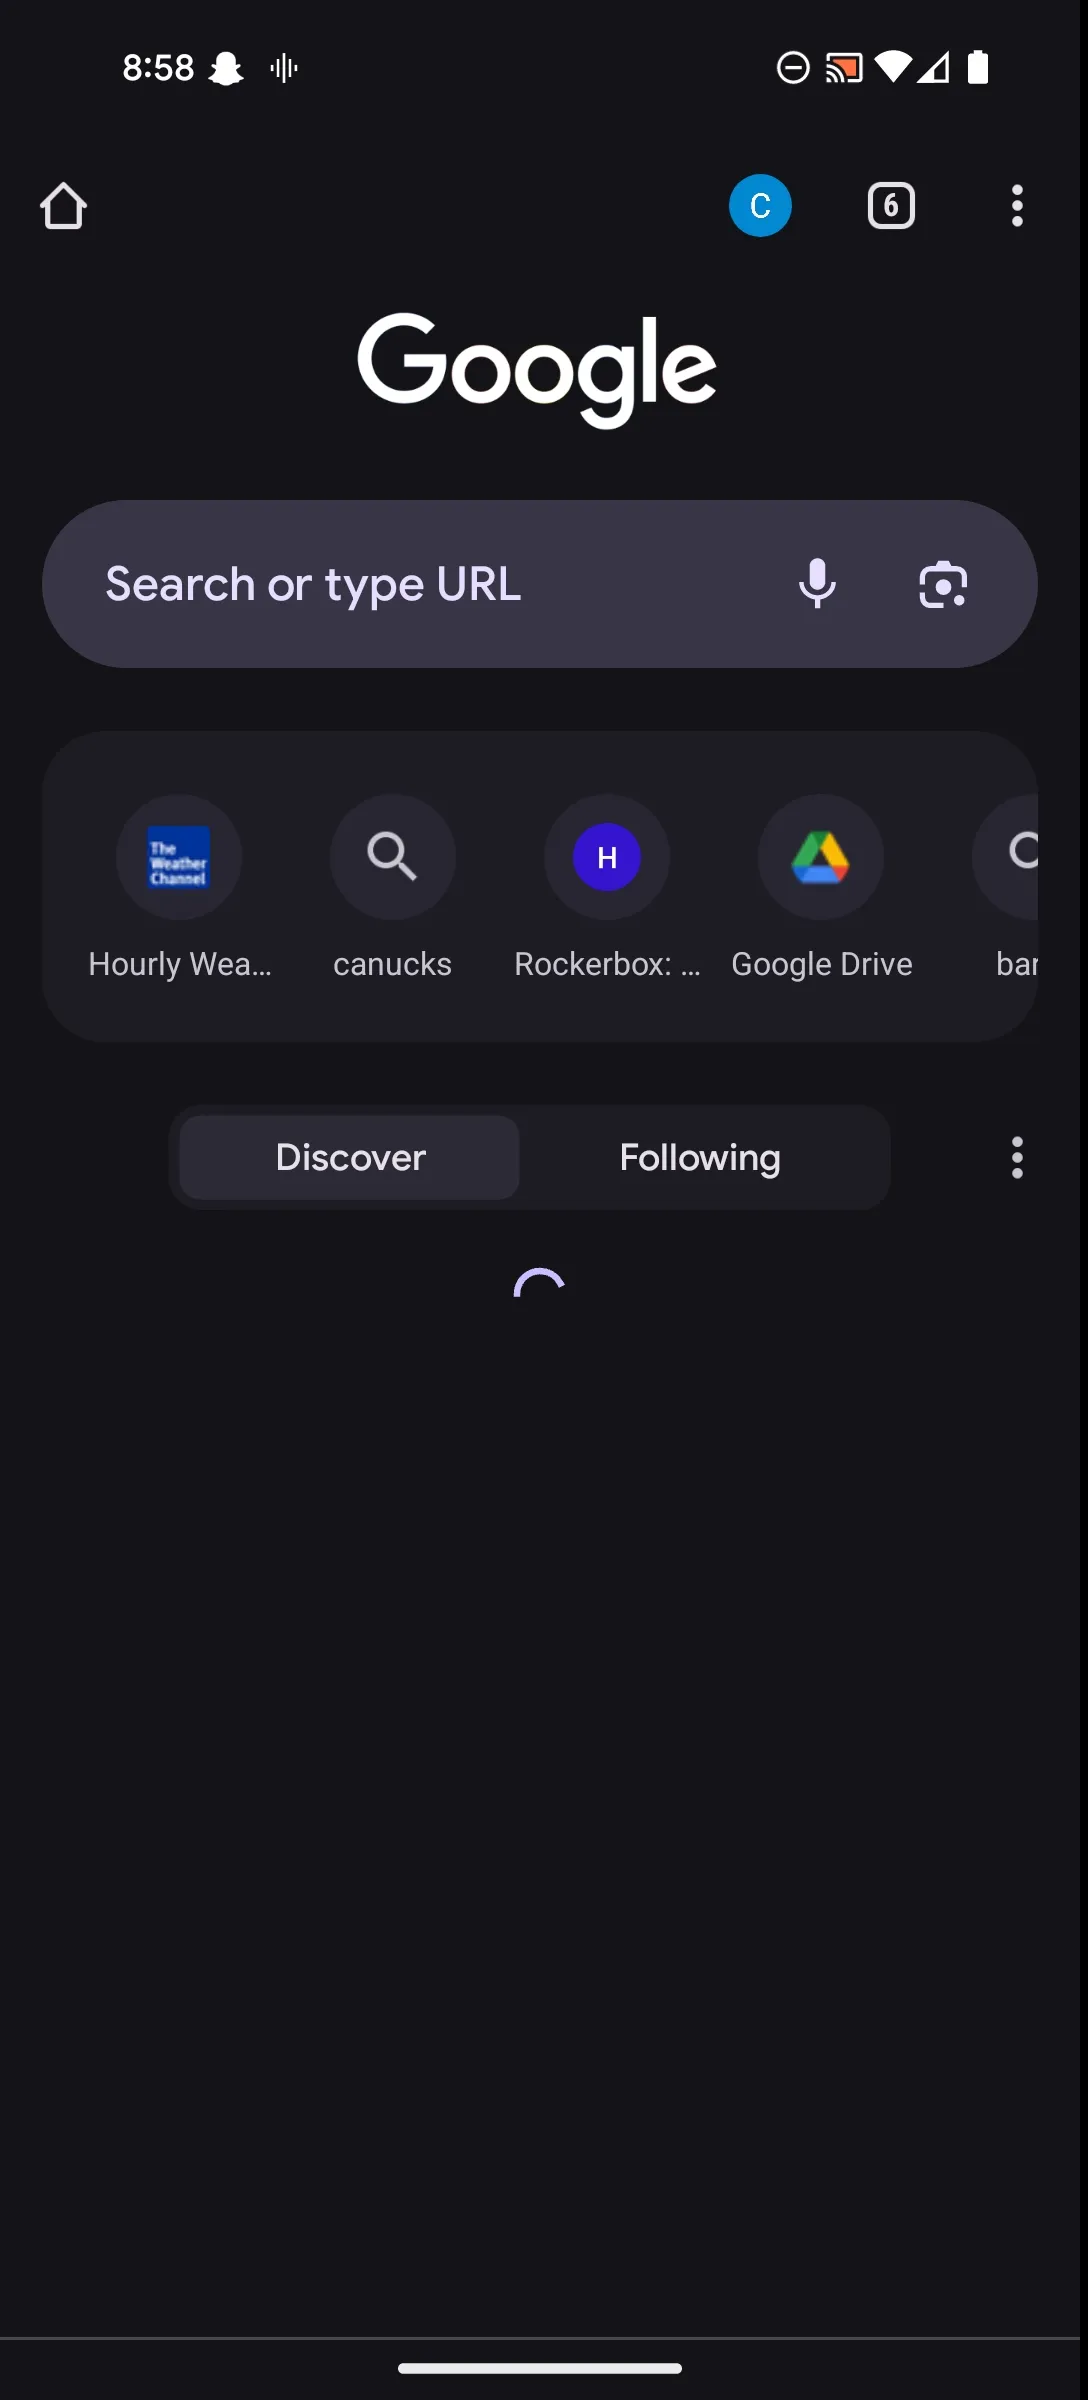 8:58
C
6
Google
Search or type URL
The
Weather
Channel
H
Hourly Wea...
canucks
Rockerbox: ...
Google Drive
bar
Discover
Following